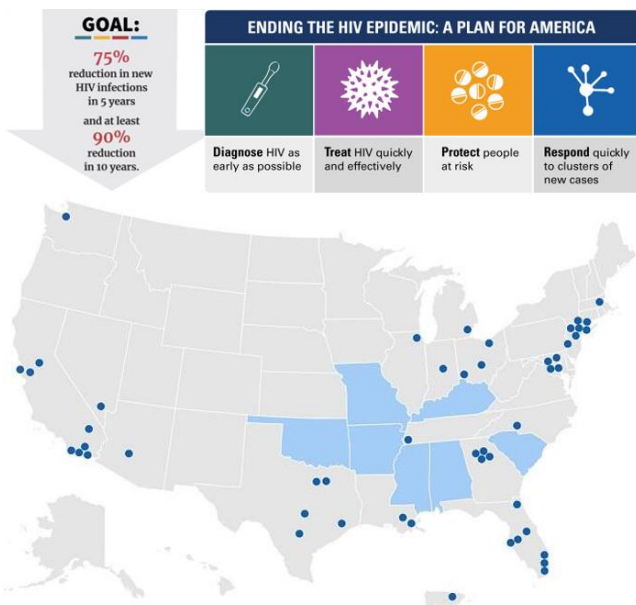 GOAL:
75%
reduction in new
HIV infections
in 5 years
and at least
90%
reduction
in 10 years.
ENDING THE HIV EPIDEMIC: A PLAN FOR AMERICA
Diagnose HIV as
early as possible
Treat HIV quickly
and effectively
Protect people
at risk
Respond quickly
to clusters of
new cases